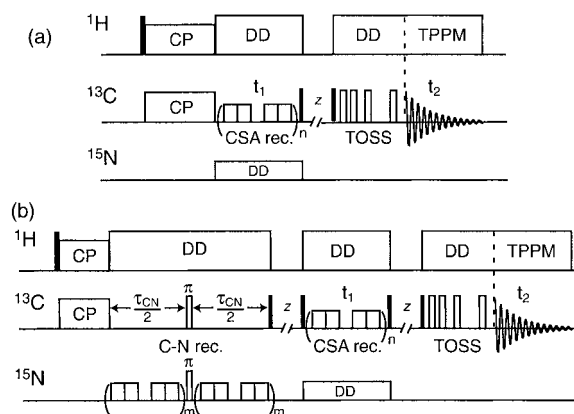 (a)
¹H
CP
DD
DD
TPPM
¹³C
CP
t₁
z
t₂
CSA rec.
n
TOSS
¹⁵N
DD
(b)
¹H
CP
DD
DD
DD
TPPM
¹³C
CP
τCN
2
π
τCN
2
z
t₁
z
t₂
C-N rec.
CSA rec.
n
TOSS
¹⁵N
π
m
m
DD